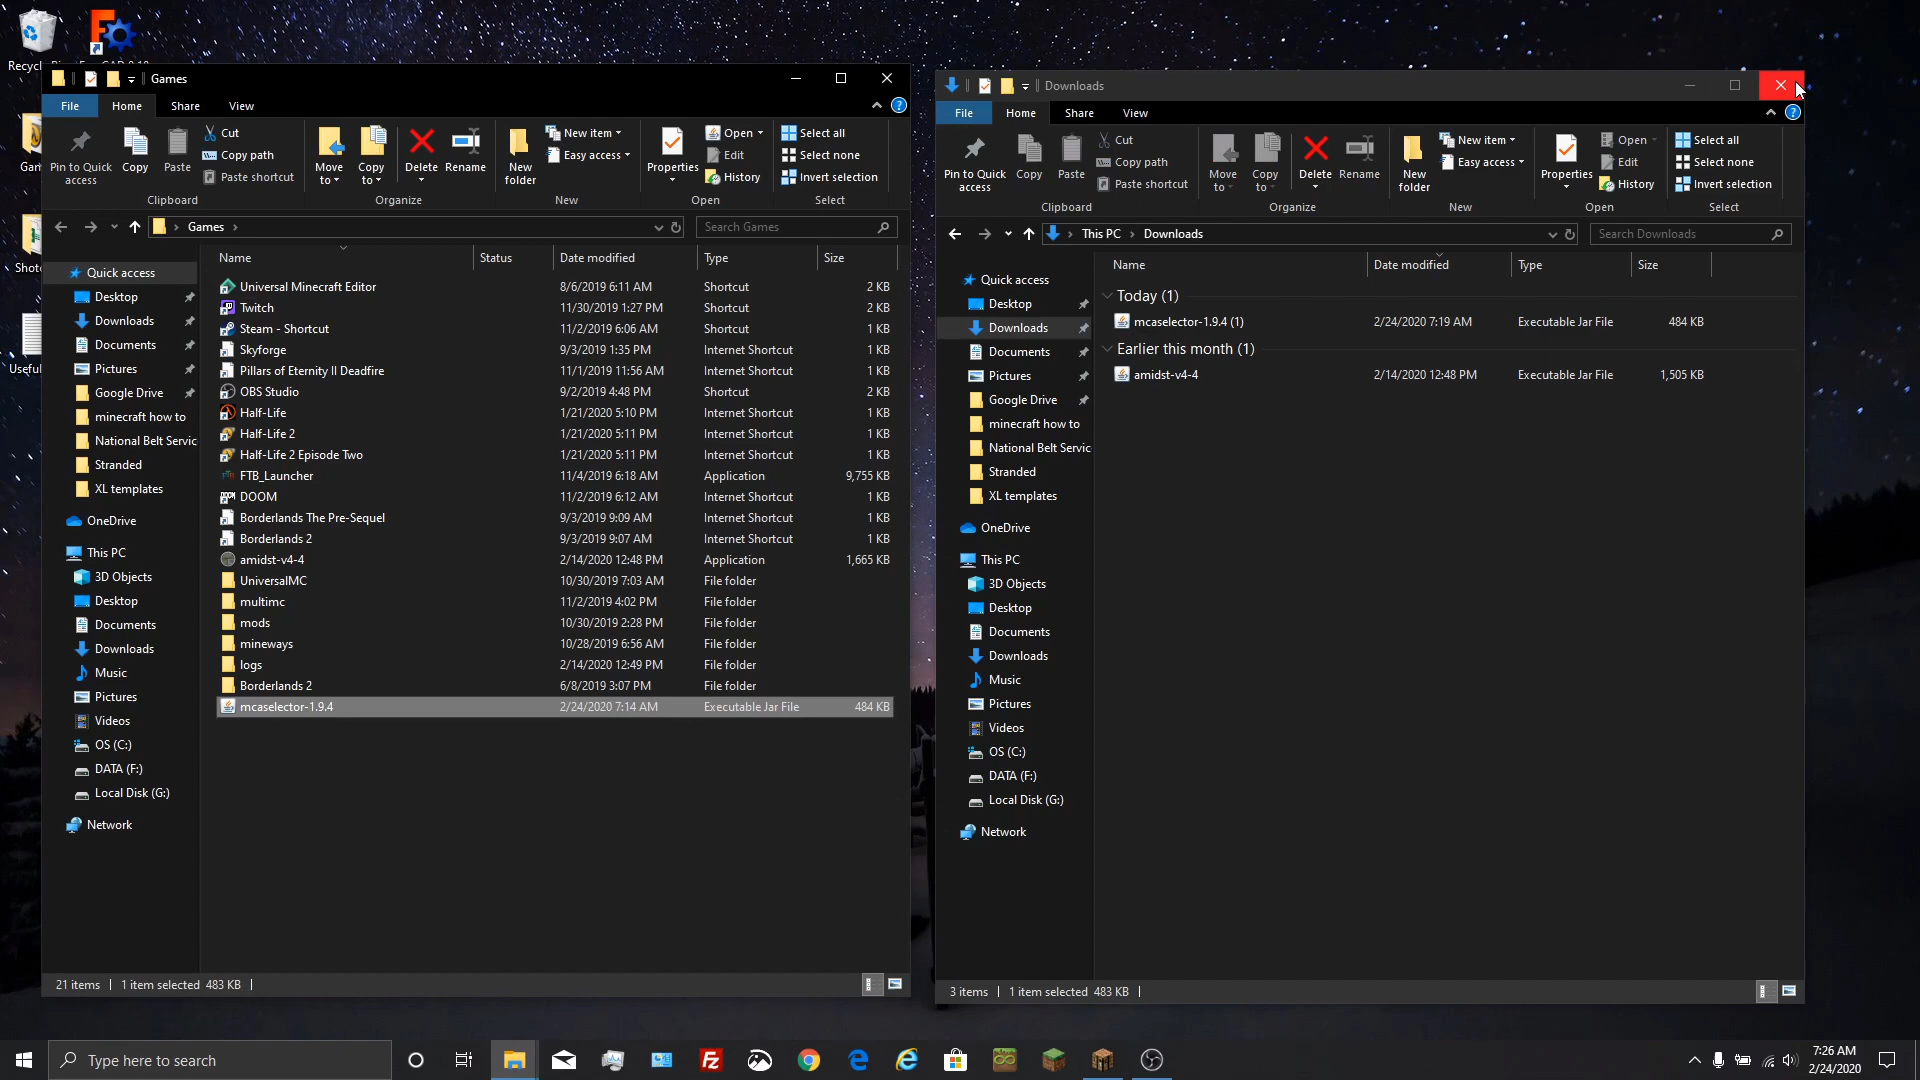 Recycle Bin
FreeCAD 0.18
Games
File
Home
Share
View
Pin to Quick access
Copy
Paste
Cut
Copy path
Paste shortcut
Clipboard
Move to
Copy to
Delete
Rename
Organize
New folder
New item
Easy access
New
Properties
Open
Edit
History
Open
Select all
Select none
Invert selection
Select
Games
Search Games
Quick access
Desktop
Downloads
Documents
Pictures
Google Drive
minecraft how to
National Belt Servic
Stranded
XL templates
OneDrive
This PC
3D Objects
Desktop
Documents
Downloads
Music
Pictures
Videos
OS (C:)
DATA (F:)
Local Disk (G:)
Network
Name Status Date modified Type Size
Universal Minecraft Editor 8/6/2019 6:11 AM Shortcut 2 KB
Twitch 11/30/2019 1:27 PM Shortcut 2 KB
Steam - Shortcut 11/2/2019 6:06 AM Shortcut 1 KB
Skyforge 9/3/2019 1:35 PM Internet Shortcut 1 KB
Pillars of Eternity II Deadfire 11/1/2019 11:56 AM Internet Shortcut 1 KB
OBS Studio 9/2/2019 4:48 PM Shortcut 2 KB
Half-Life 1/21/2020 5:10 PM Internet Shortcut 1 KB
Half-Life 2 1/21/2020 5:11 PM Internet Shortcut 1 KB
Half-Life 2 Episode Two 1/21/2020 5:11 PM Internet Shortcut 1 KB
FTB_Launcher 11/4/2019 6:18 AM Application 9,755 KB
DOOM 11/2/2019 6:12 AM Internet Shortcut 1 KB
Borderlands The Pre-Sequel 9/3/2019 9:09 AM Internet Shortcut 1 KB
Borderlands 2 9/3/2019 9:07 AM Internet Shortcut 1 KB
amidst-v4-4 2/14/2020 12:48 PM Application 1,665 KB
UniversalMC 10/30/2019 7:03 AM File folder
multimc 11/2/2019 4:02 PM File folder
mods 10/30/2019 2:28 PM File folder
mineways 10/28/2019 6:56 AM File folder
logs 2/14/2020 12:49 PM File folder
Borderlands 2 6/8/2019 3:07 PM File folder
mcaselector-1.9.4 2/24/2020 7:14 AM Executable Jar File 484 KB
21 items 1 item selected 483 KB
Downloads
File
Home
Share
View
Pin to Quick access
Copy
Paste
Cut
Copy path
Paste shortcut
Clipboard
Move to
Copy to
Delete
Rename
Organize
New folder
New item
Easy access
New
Properties
Open
Edit
History
Open
Select all
Select none
Invert selection
Select
This PC
Downloads
Search Downloads
Quick access
Desktop
Downloads
Documents
Pictures
Google Drive
minecraft how to
National Belt Servic
Stranded
XL templates
OneDrive
This PC
3D Objects
Desktop
Documents
Downloads
Music
Pictures
Videos
OS (C:)
DATA (F:)
Local Disk (G:)
Network
Name Date modified Type Size
Today (1)
mcaselector-1.9.4 (1) 2/24/2020 7:19 AM Executable Jar File 484 KB
Earlier this month (1)
amidst-v4-4 2/14/2020 12:48 PM Executable Jar File 1,505 KB
3 items 1 item selected 483 KB
Type here to search
7:26 AM
2/24/2020